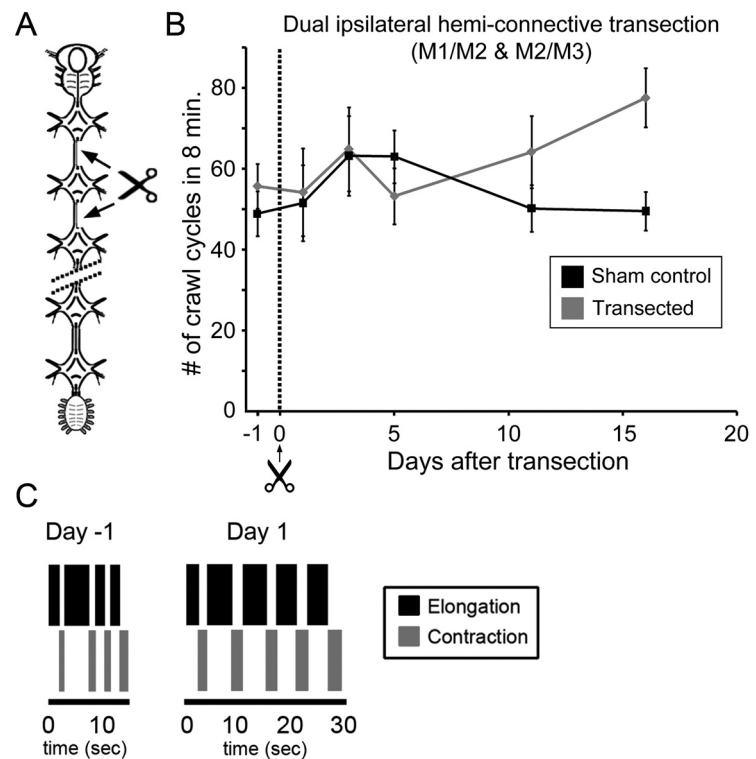 A
B
Dual ipsilateral hemi-connective transection
(M1/M2 & M2/M3)
# of crawl cycles in 8 min.
80
60
40
20
0
Sham control
Transected
-1 0 5 10 15 20
Days after transection
C
Day -1
Day 1
Elongation
Contraction
0 10
time (sec)
0 10 20 30
time (sec)